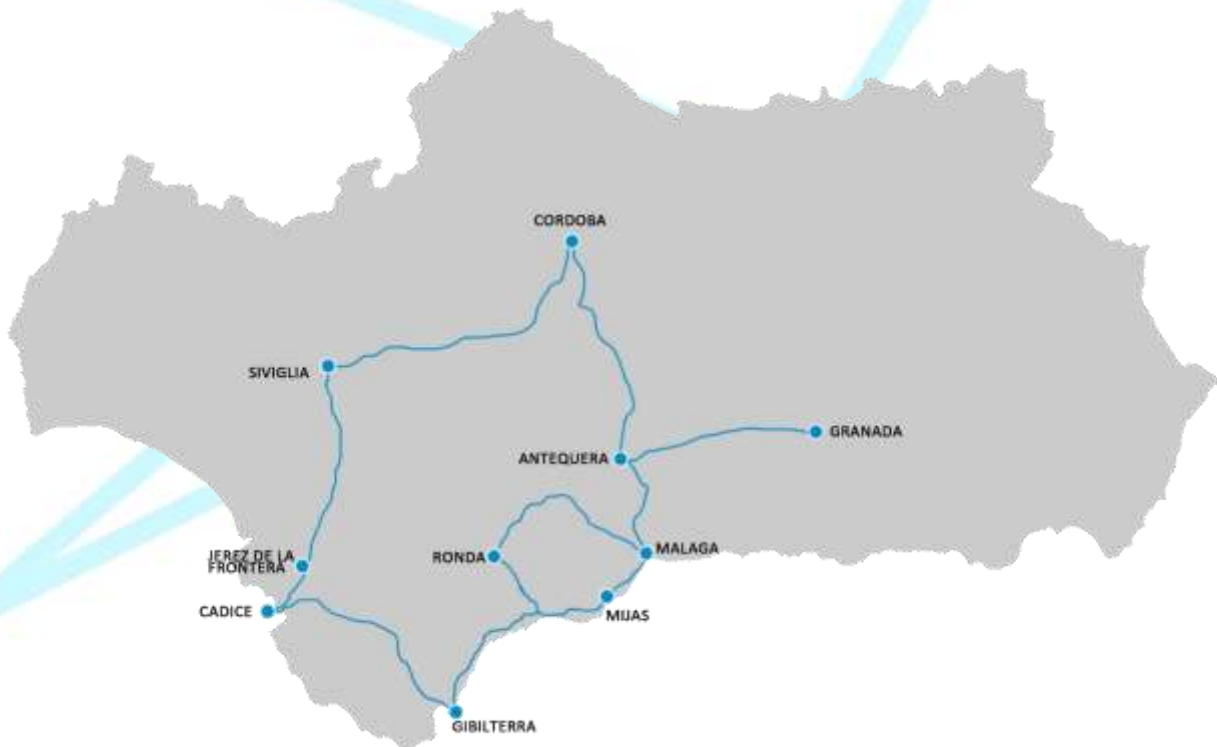 CORDOBA
SIVIGLIA
GRANADA
ANTEQUERA
JEREZ DE LA
FRONTERA
RONDA
MALAGA
CADICE
MIJAS
GIBILTERRA